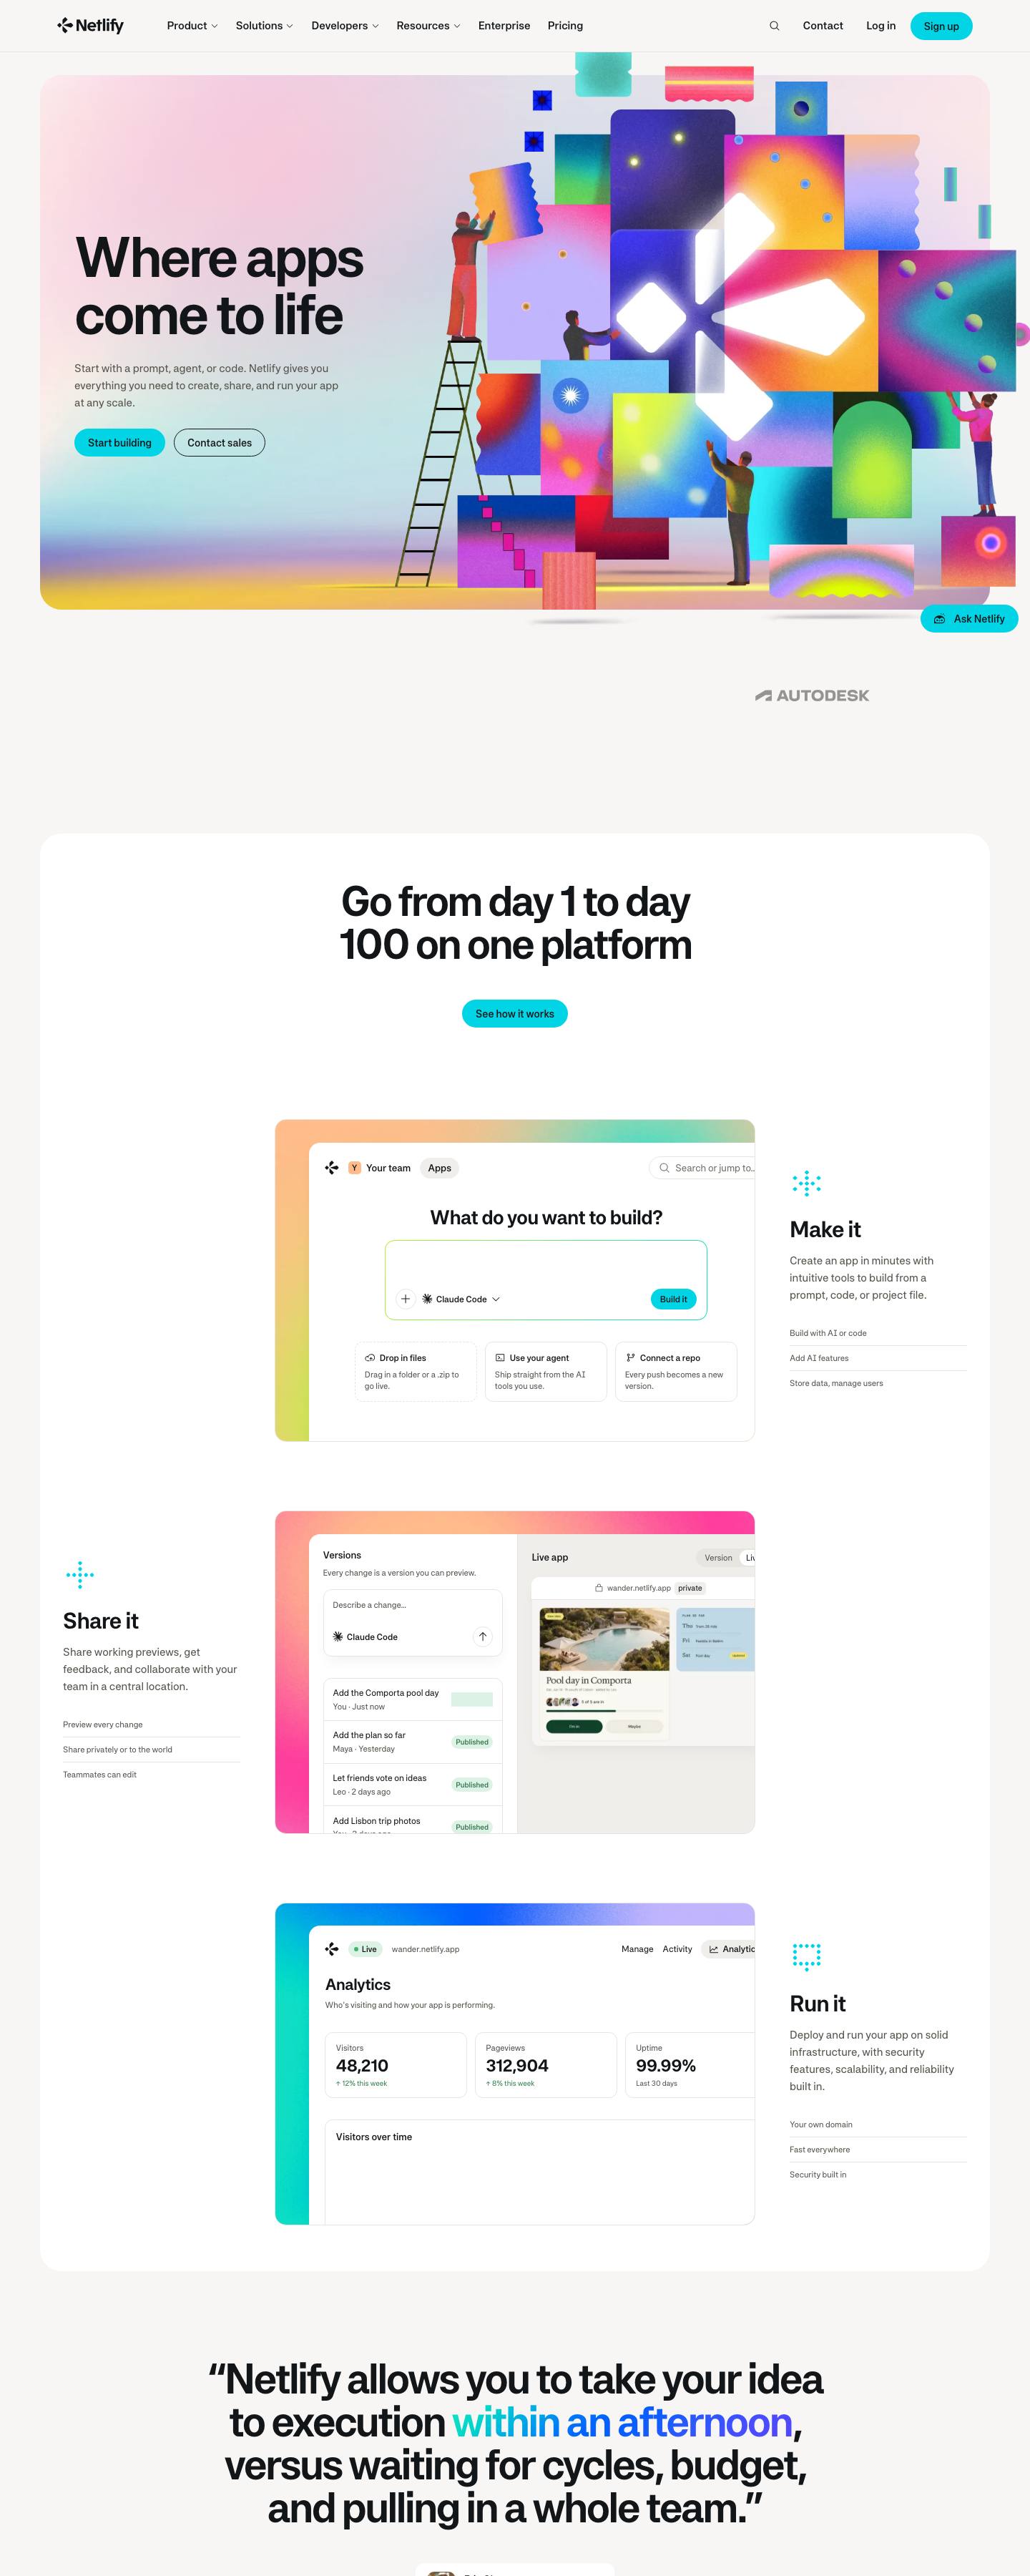 Netlify
Product
Solutions
Developers
Resources
Enterprise
Pricing
Contact
Log in
Sign up
Where apps
come to life
Start with a prompt, agent, or code. Netlify gives you
everything you need to create, share, and run your app
at any scale.
Start building
Contact sales
Ask Netlify
AUTODESK
Go from day 1 to day
100 on one platform
See how it works
Y
Your team
Apps
Search or jump to...
What do you want to build?
Claude Code
Build it
Drop in files
Drag in a folder or a .zip to
go live.
Use your agent
Ship straight from the AI
tools you use.
Connect a repo
Every push becomes a new
version.
Make it
Create an app in minutes with
intuitive tools to build from a
prompt, code, or project file.
Build with AI or code
Add AI features
Store data, manage users
Share it
Share working previews, get
feedback, and collaborate with your
team in a central location.
Preview every change
Share privately or to the world
Teammates can edit
Versions
Every change is a version you can preview.
Describe a change...
Claude Code
Add the Comporta pool day
You · Just now
Add the plan so far
Maya · Yesterday
Published
Let friends vote on ideas
Leo · 2 days ago
Published
Add Lisbon trip photos
Published
Live app
Version
wander.netlify.app
private
Pool day in Comporta
5 of 5 are in
I'm in
Maybe
Thu
Fri
Sat
Pool day
Live
wander.netlify.app
Manage
Activity
Analytic
Analytics
Who's visiting and how your app is performing.
Visitors
48,210
↑ 12% this week
Pageviews
312,904
↑ 8% this week
Uptime
99.99%
Last 30 days
Visitors over time
Run it
Deploy and run your app on solid
infrastructure, with security
features, scalability, and reliability
built in.
Your own domain
Fast everywhere
Security built in
“Netlify allows you to take your idea
to execution within an afternoon,
versus waiting for cycles, budget,
and pulling in a whole team.”